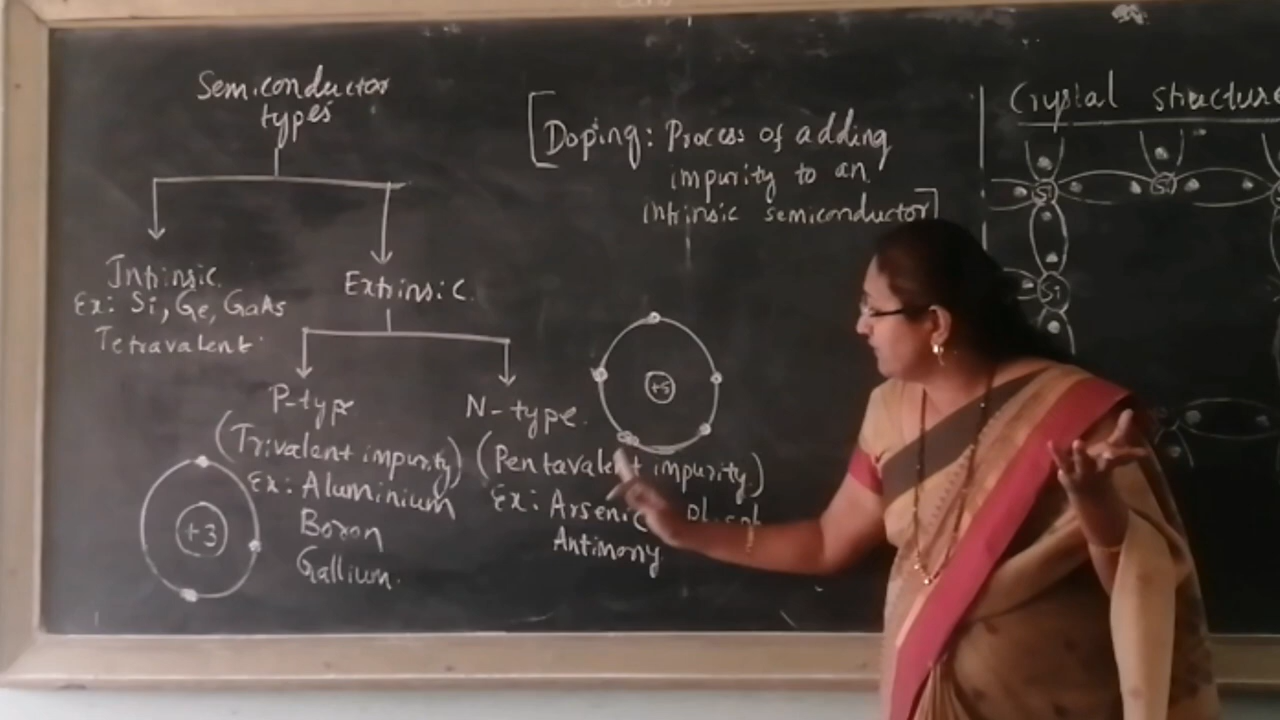 Semiconductor
types
Intrinsic.
Ex: Si, Ge, GaAs
Tetravalent.
Extrinsic.
P-type
(Trivalent impurity)
Ex: Aluminium
Boron
Gallium.
+3
N-type.
(Pentavalent impurity)
Ex: Arsenic
Antimony
+5
[Doping: Process of adding
impurity to an
intrinsic semiconductor]
Crystal structure
Si Si
Si